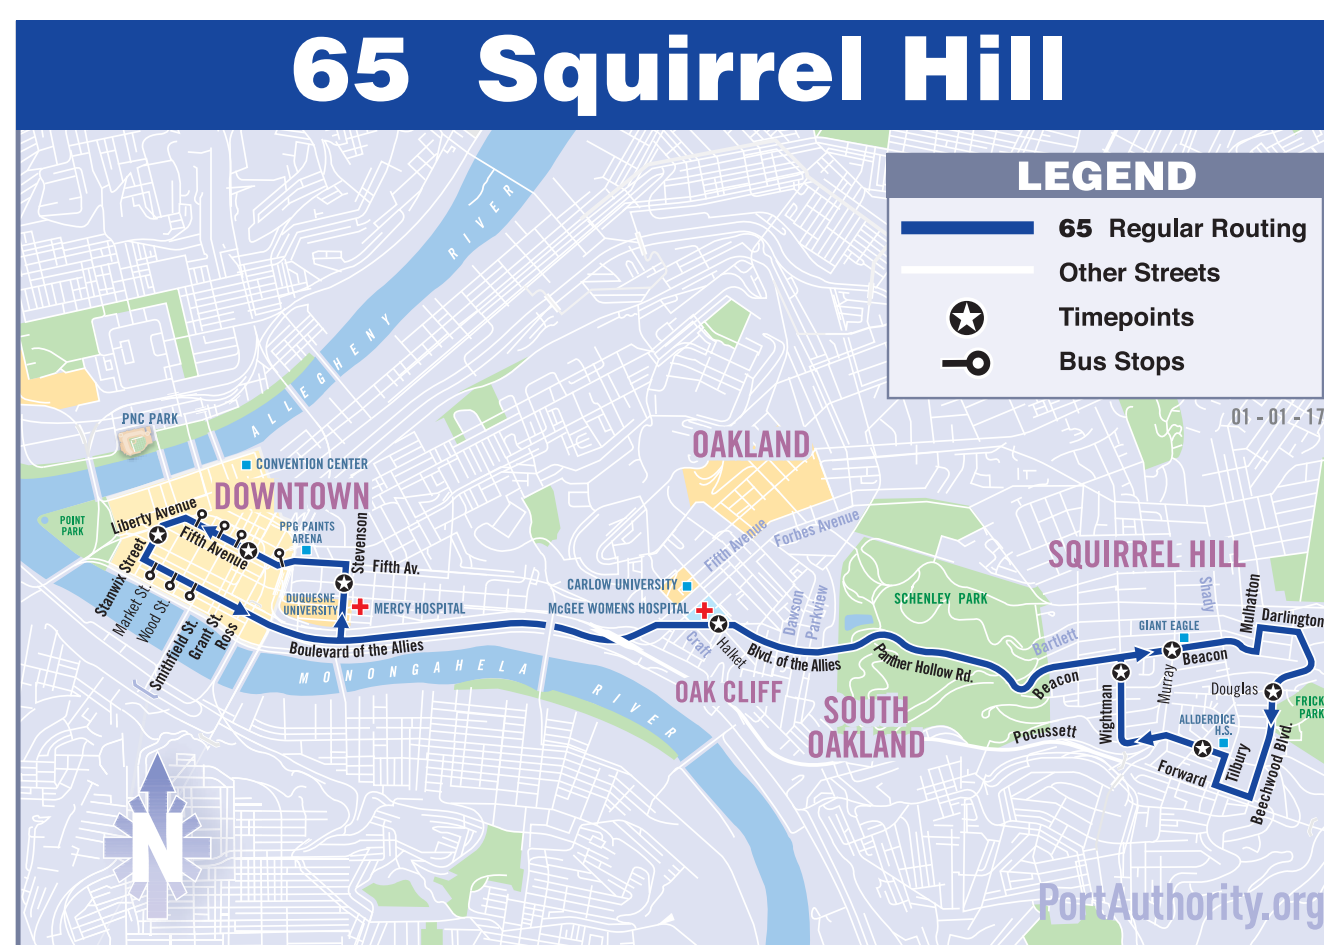 65 Squirrel Hill
LEGEND
65 Regular Routing
Other Streets
Timepoints
Bus Stops
01 - 01 - 17
ALLEGHENY RIVER
PNC PARK
CONVENTION CENTER
DOWNTOWN
OAKLAND
POINT
PARK
Liberty Avenue
Fifth Avenue
PPG PAINTS
ARENA
Stevenson
Fifth Av.
Stanwix Street
Market St.
Wood St.
Smithfield St.
Grant St.
Ross
DUQUESNE
UNIVERSITY
MERCY HOSPITAL
Boulevard of the Allies
MONONGAHELA RIVER
Fifth Avenue
Forbes Avenue
CARLOW UNIVERSITY
McGEE WOMENS HOSPITAL
Craft
Halket
Blvd. of the Allies
Dawson
Parkview
OAK CLIFF
SOUTH
OAKLAND
SCHENLEY PARK
Panther Hollow Rd.
SQUIRREL HILL
Bartlett
Beacon
Pocussett
Wightman
GIANT EAGLE
Shady
Murray
Beacon
Mulhatton
Darlington
Douglas
FRICK
PARK
ALLDERDICE
H.S.
Forward
Tilbury
Beechwood Blvd.
N
PortAuthority.org